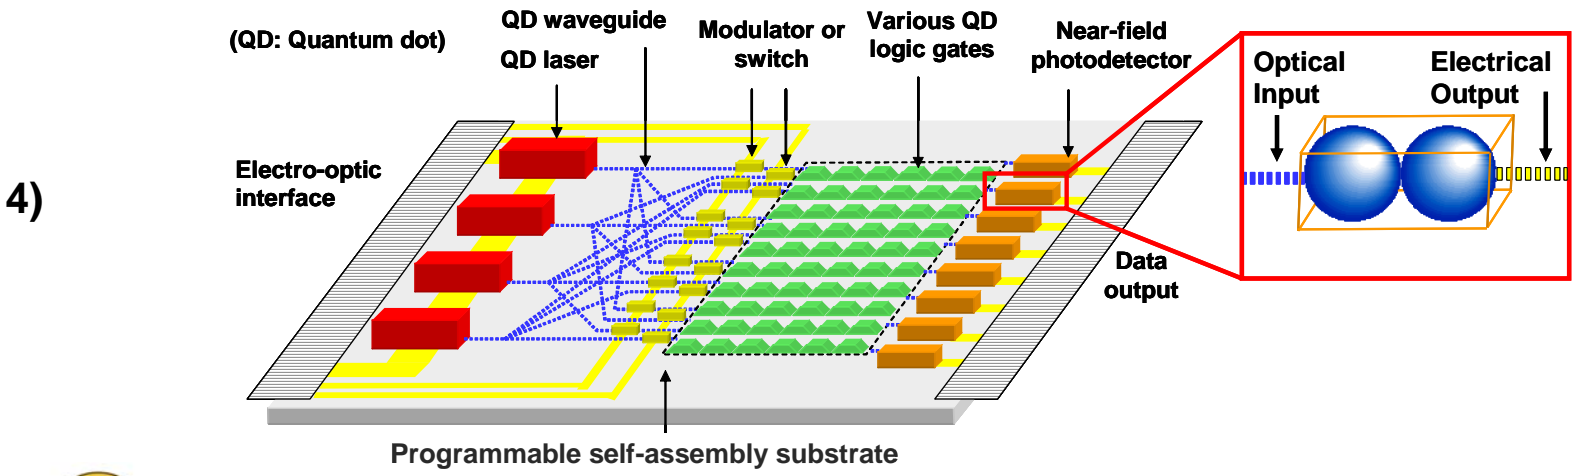 4)
(QD: Quantum dot)
QD waveguide
QD laser
Modulator or
switch
Various QD
logic gates
Near-field
photodetector
Optical
Input
Electrical
Output
Electro-optic
interface
Data
output
Programmable self-assembly substrate